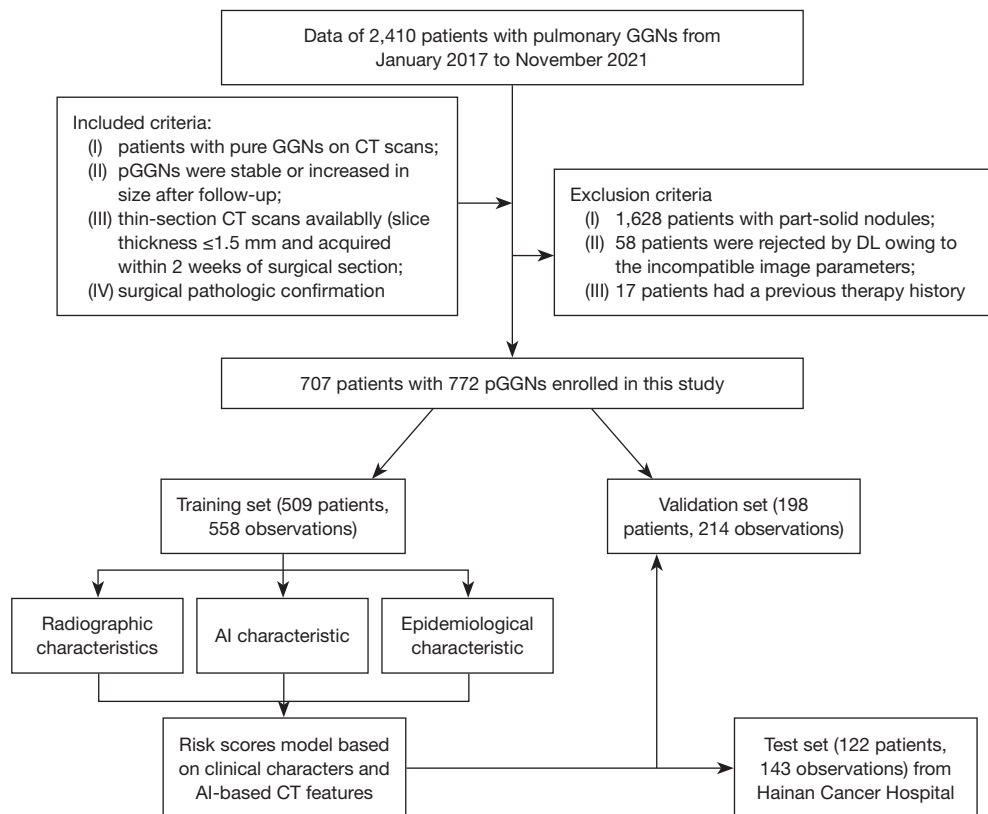 Data of 2,410 patients with pulmonary GGNs from
January 2017 to November 2021
Included criteria:
(I) patients with pure GGNs on CT scans;
(II) pGGNs were stable or increased in
size after follow-up;
(III) thin-section CT scans availablly (slice
thickness ≤1.5 mm and acquired
within 2 weeks of surgical section;
(IV) surgical pathologic confirmation
Exclusion criteria
(I) 1,628 patients with part-solid nodules;
(II) 58 patients were rejected by DL owing to
the incompatible image parameters;
(III) 17 patients had a previous therapy history
707 patients with 772 pGGNs enrolled in this study
Training set (509 patients,
558 observations)
Validation set (198
patients, 214 observations)
Radiographic
characteristics
AI characteristic
Epidemiological
characteristic
Risk scores model based
on clinical characters and
AI-based CT features
Test set (122 patients,
143 observations) from
Hainan Cancer Hospital